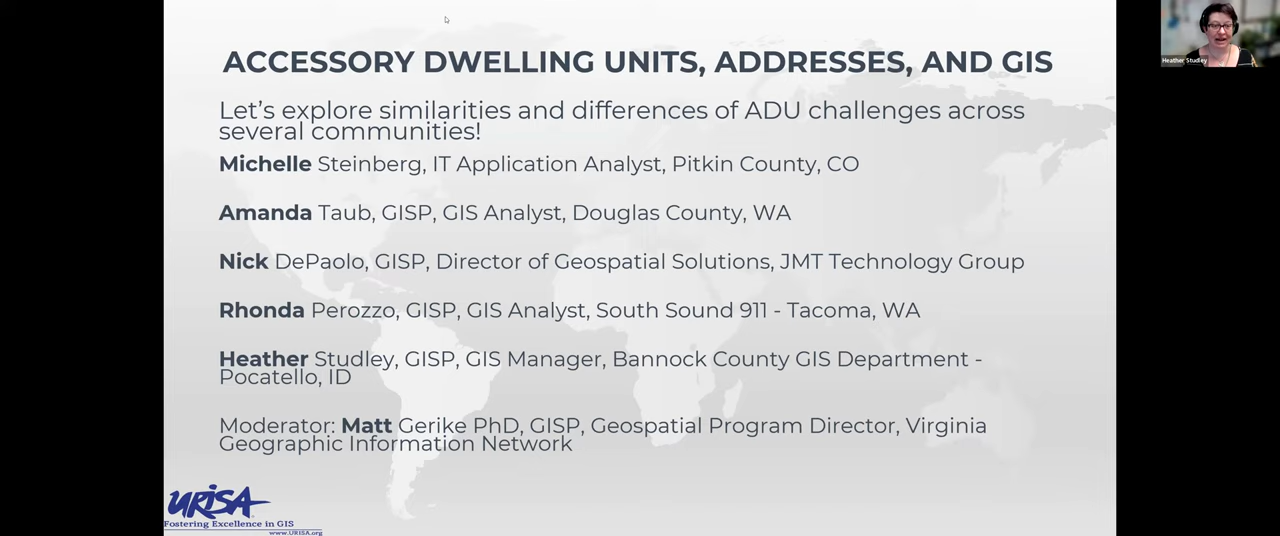 ACCESSORY DWELLING UNITS, ADDRESSES, AND GIS
Let's explore similarities and differences of ADU challenges across
several communities!
Michelle Steinberg, IT Application Analyst, Pitkin County, CO
Amanda Taub, GISP, GIS Analyst, Douglas County, WA
Nick DePaolo, GISP, Director of Geospatial Solutions, JMT Technology Group
Rhonda Perozzo, GISP, GIS Analyst, South Sound 911 - Tacoma, WA
Heather Studley, GISP, GIS Manager, Bannock County GIS Department -
Pocatello, ID
Moderator: Matt Gerike PhD, GISP, Geospatial Program Director, Virginia
Geographic Information Network
URISA
Fostering Excellence in GIS
www.URISA.org
Heather Studley